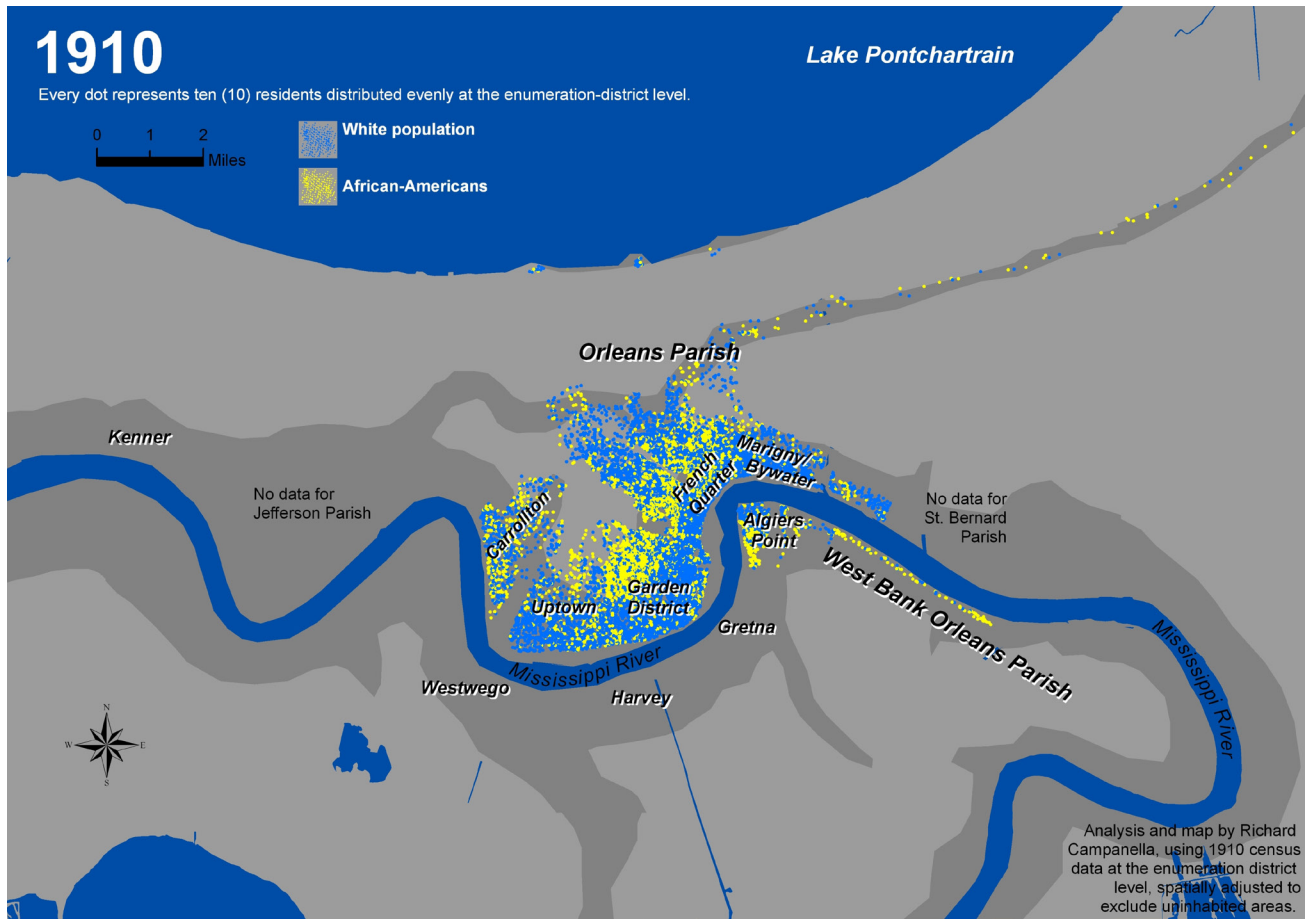 1910
Every dot represents ten (10) residents distributed evenly at the enumeration-district level.
0 1 2
Miles
White population
African-Americans
Lake Pontchartrain
Orleans Parish
Kenner
No data for
Jefferson Parish
Carrollton
French
Quarter
Marigny/
Bywater
No data for
St. Bernard
Parish
Algiers
Point
West Bank Orleans Parish
Uptown
Garden
District
Gretna
Mississippi River
Mississippi River
Westwego
Harvey
N
W E
S
Analysis and map by Richard
Campanella, using 1910 census
data at the enumeration district
level, spatially adjusted to
exclude uninhabited areas.